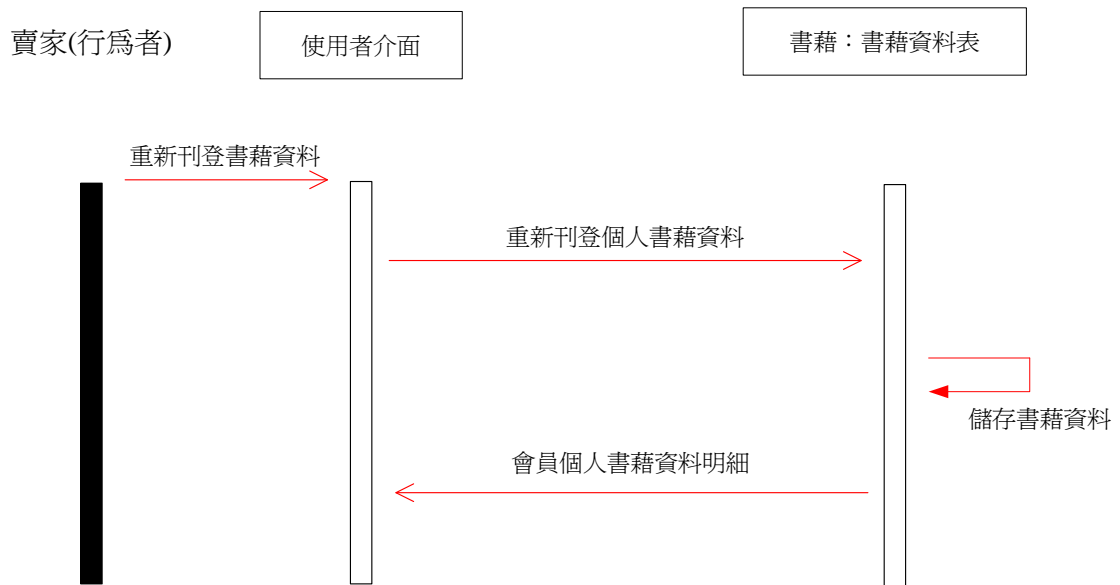 賣家(行為者)
使用者介面
書藉：書藉資料表
重新刊登書藉資料
重新刊登個人書藉資料
儲存書藉資料
會員個人書藉資料明細